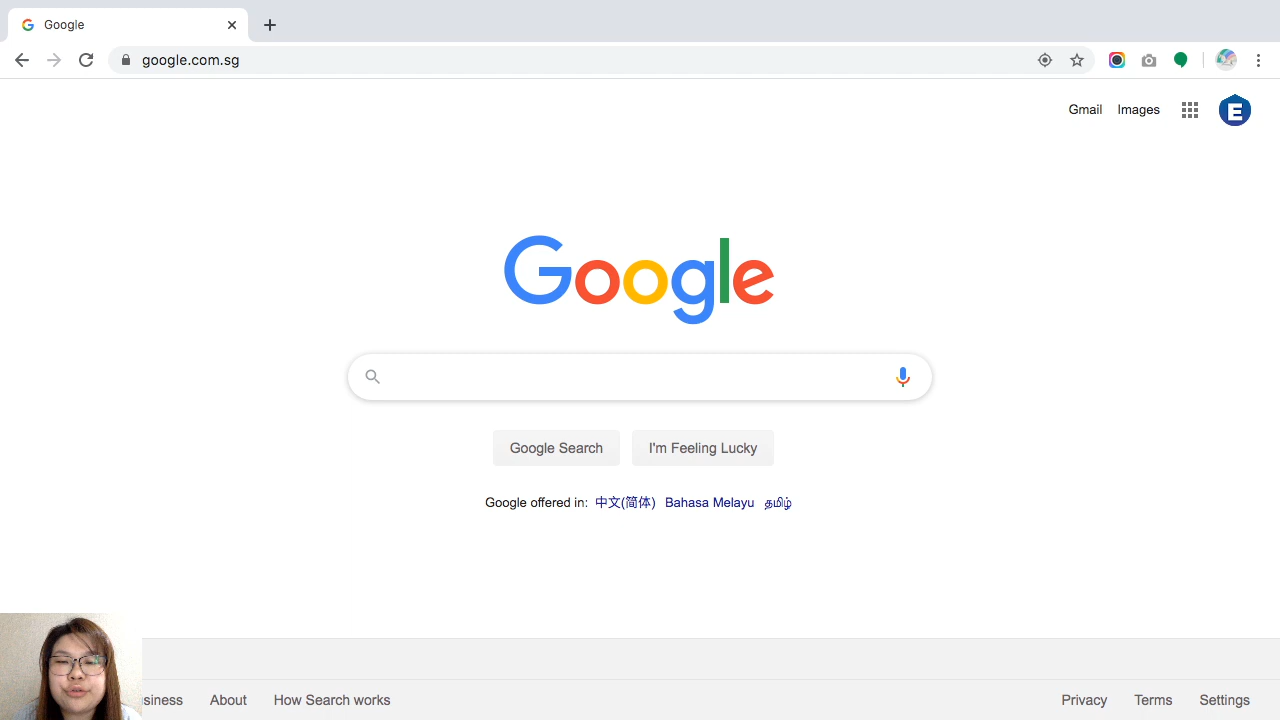 Google
google.com.sg
Gmail Images
E
Google
Google Search I'm Feeling Lucky
Google offered in: 中文(简体) Bahasa Melayu தமிழ்
About How Search works Privacy Terms Settings